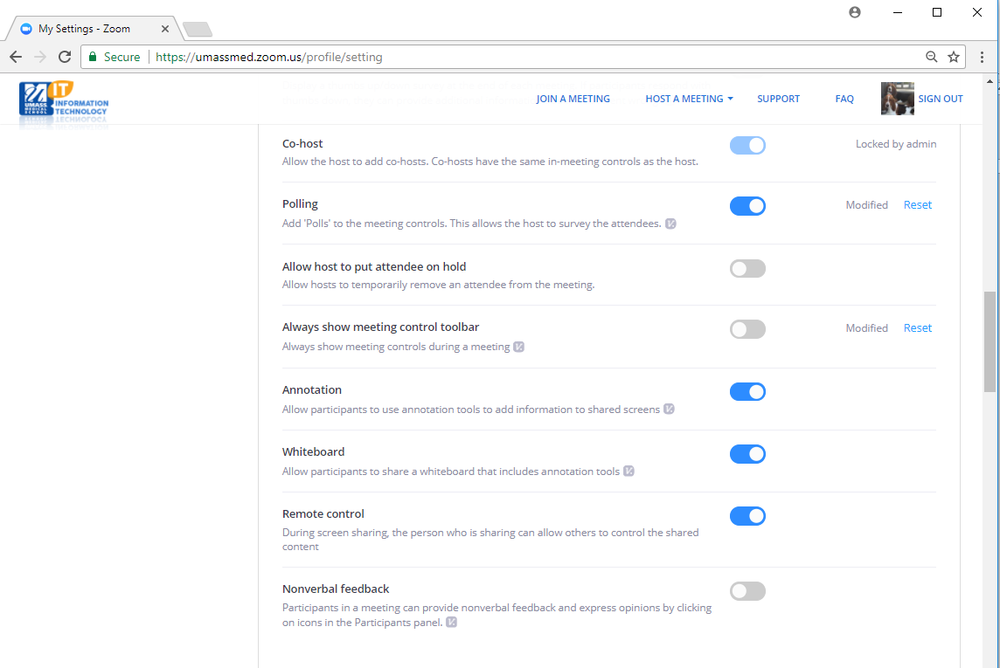 My Settings - Zoom
Secure
https://umassmed.zoom.us/profile/setting
UMASS
MEDICAL
SCHOOL
IT
INFORMATION
TECHNOLOGY
JOIN A MEETING
HOST A MEETING
SUPPORT
FAQ
SIGN OUT
Co-host
Locked by admin
Allow the host to add co-hosts. Co-hosts have the same in-meeting controls as the host.
Polling
Modified
Reset
Add 'Polls' to the meeting controls. This allows the host to survey the attendees.
Allow host to put attendee on hold
Allow hosts to temporarily remove an attendee from the meeting.
Always show meeting control toolbar
Modified
Reset
Always show meeting controls during a meeting
Annotation
Allow participants to use annotation tools to add information to shared screens
Whiteboard
Allow participants to share a whiteboard that includes annotation tools
Remote control
During screen sharing, the person who is sharing can allow others to control the shared
content
Nonverbal feedback
Participants in a meeting can provide nonverbal feedback and express opinions by clicking
on icons in the Participants panel.